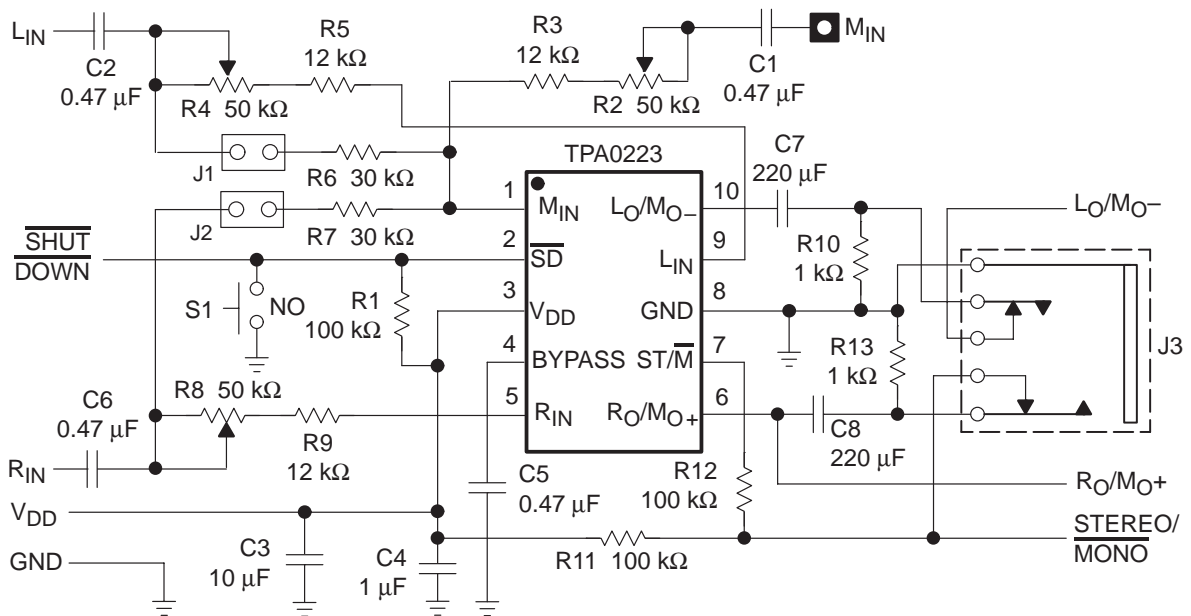 L_IN
C2
0.47 µF
R5
12 kΩ
R4 50 kΩ
R3
12 kΩ
R2 50 kΩ
C1
0.47 µF
M_IN
J1
R6 30 kΩ
J2
R7 30 kΩ
SHUT
DOWN
S1
NO
R1
100 kΩ
TPA0223
1
M_IN
2
SD
3
V_DD
4
BYPASS
5
R_IN
10
L_O/M_O−
9
L_IN
8
GND
7
ST/M
6
R_O/M_O+
C7
220 µF
R10
1 kΩ
R13
1 kΩ
L_O/M_O−
J3
C6
0.47 µF
R8 50 kΩ
R9
12 kΩ
R_IN
C5
0.47 µF
R12
100 kΩ
C8
220 µF
R_O/M_O+
V_DD
C3
10 µF
C4
1 µF
R11 100 kΩ
STEREO/
MONO
GND